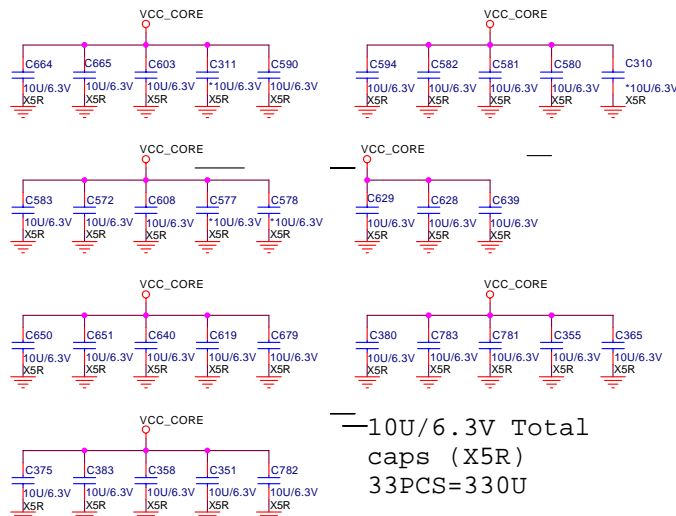 VCC_CORE VCC_CORE
C664 C665 C603 C311 C590 C594 C582 C581 C580 C310
10U/6.3V 10U/6.3V 10U/6.3V *10U/6.3V 10U/6.3V 10U/6.3V 10U/6.3V 10U/6.3V 10U/6.3V *10U/6.3V
X5R X5R X5R X5R X5R X5R X5R X5R X5R X5R
VCC_CORE VCC_CORE
C583 C572 C608 C577 C578 C629 C628 C639
10U/6.3V 10U/6.3V 10U/6.3V *10U/6.3V *10U/6.3V 10U/6.3V 10U/6.3V 10U/6.3V
X5R X5R X5R X5R X5R X5R X5R X5R
VCC_CORE VCC_CORE
C650 C651 C640 C619 C679 C380 C783 C781 C355 C365
10U/6.3V 10U/6.3V 10U/6.3V 10U/6.3V 10U/6.3V 10U/6.3V 10U/6.3V 10U/6.3V 10U/6.3V 10U/6.3V
X5R X5R X5R X5R X5R X5R X5R X5R X5R X5R
VCC_CORE
C375 C383 C358 C351 C782
10U/6.3V 10U/6.3V 10U/6.3V 10U/6.3V 10U/6.3V
X5R X5R X5R X5R X5R
10U/6.3V Total
caps (X5R)
33PCS=330U